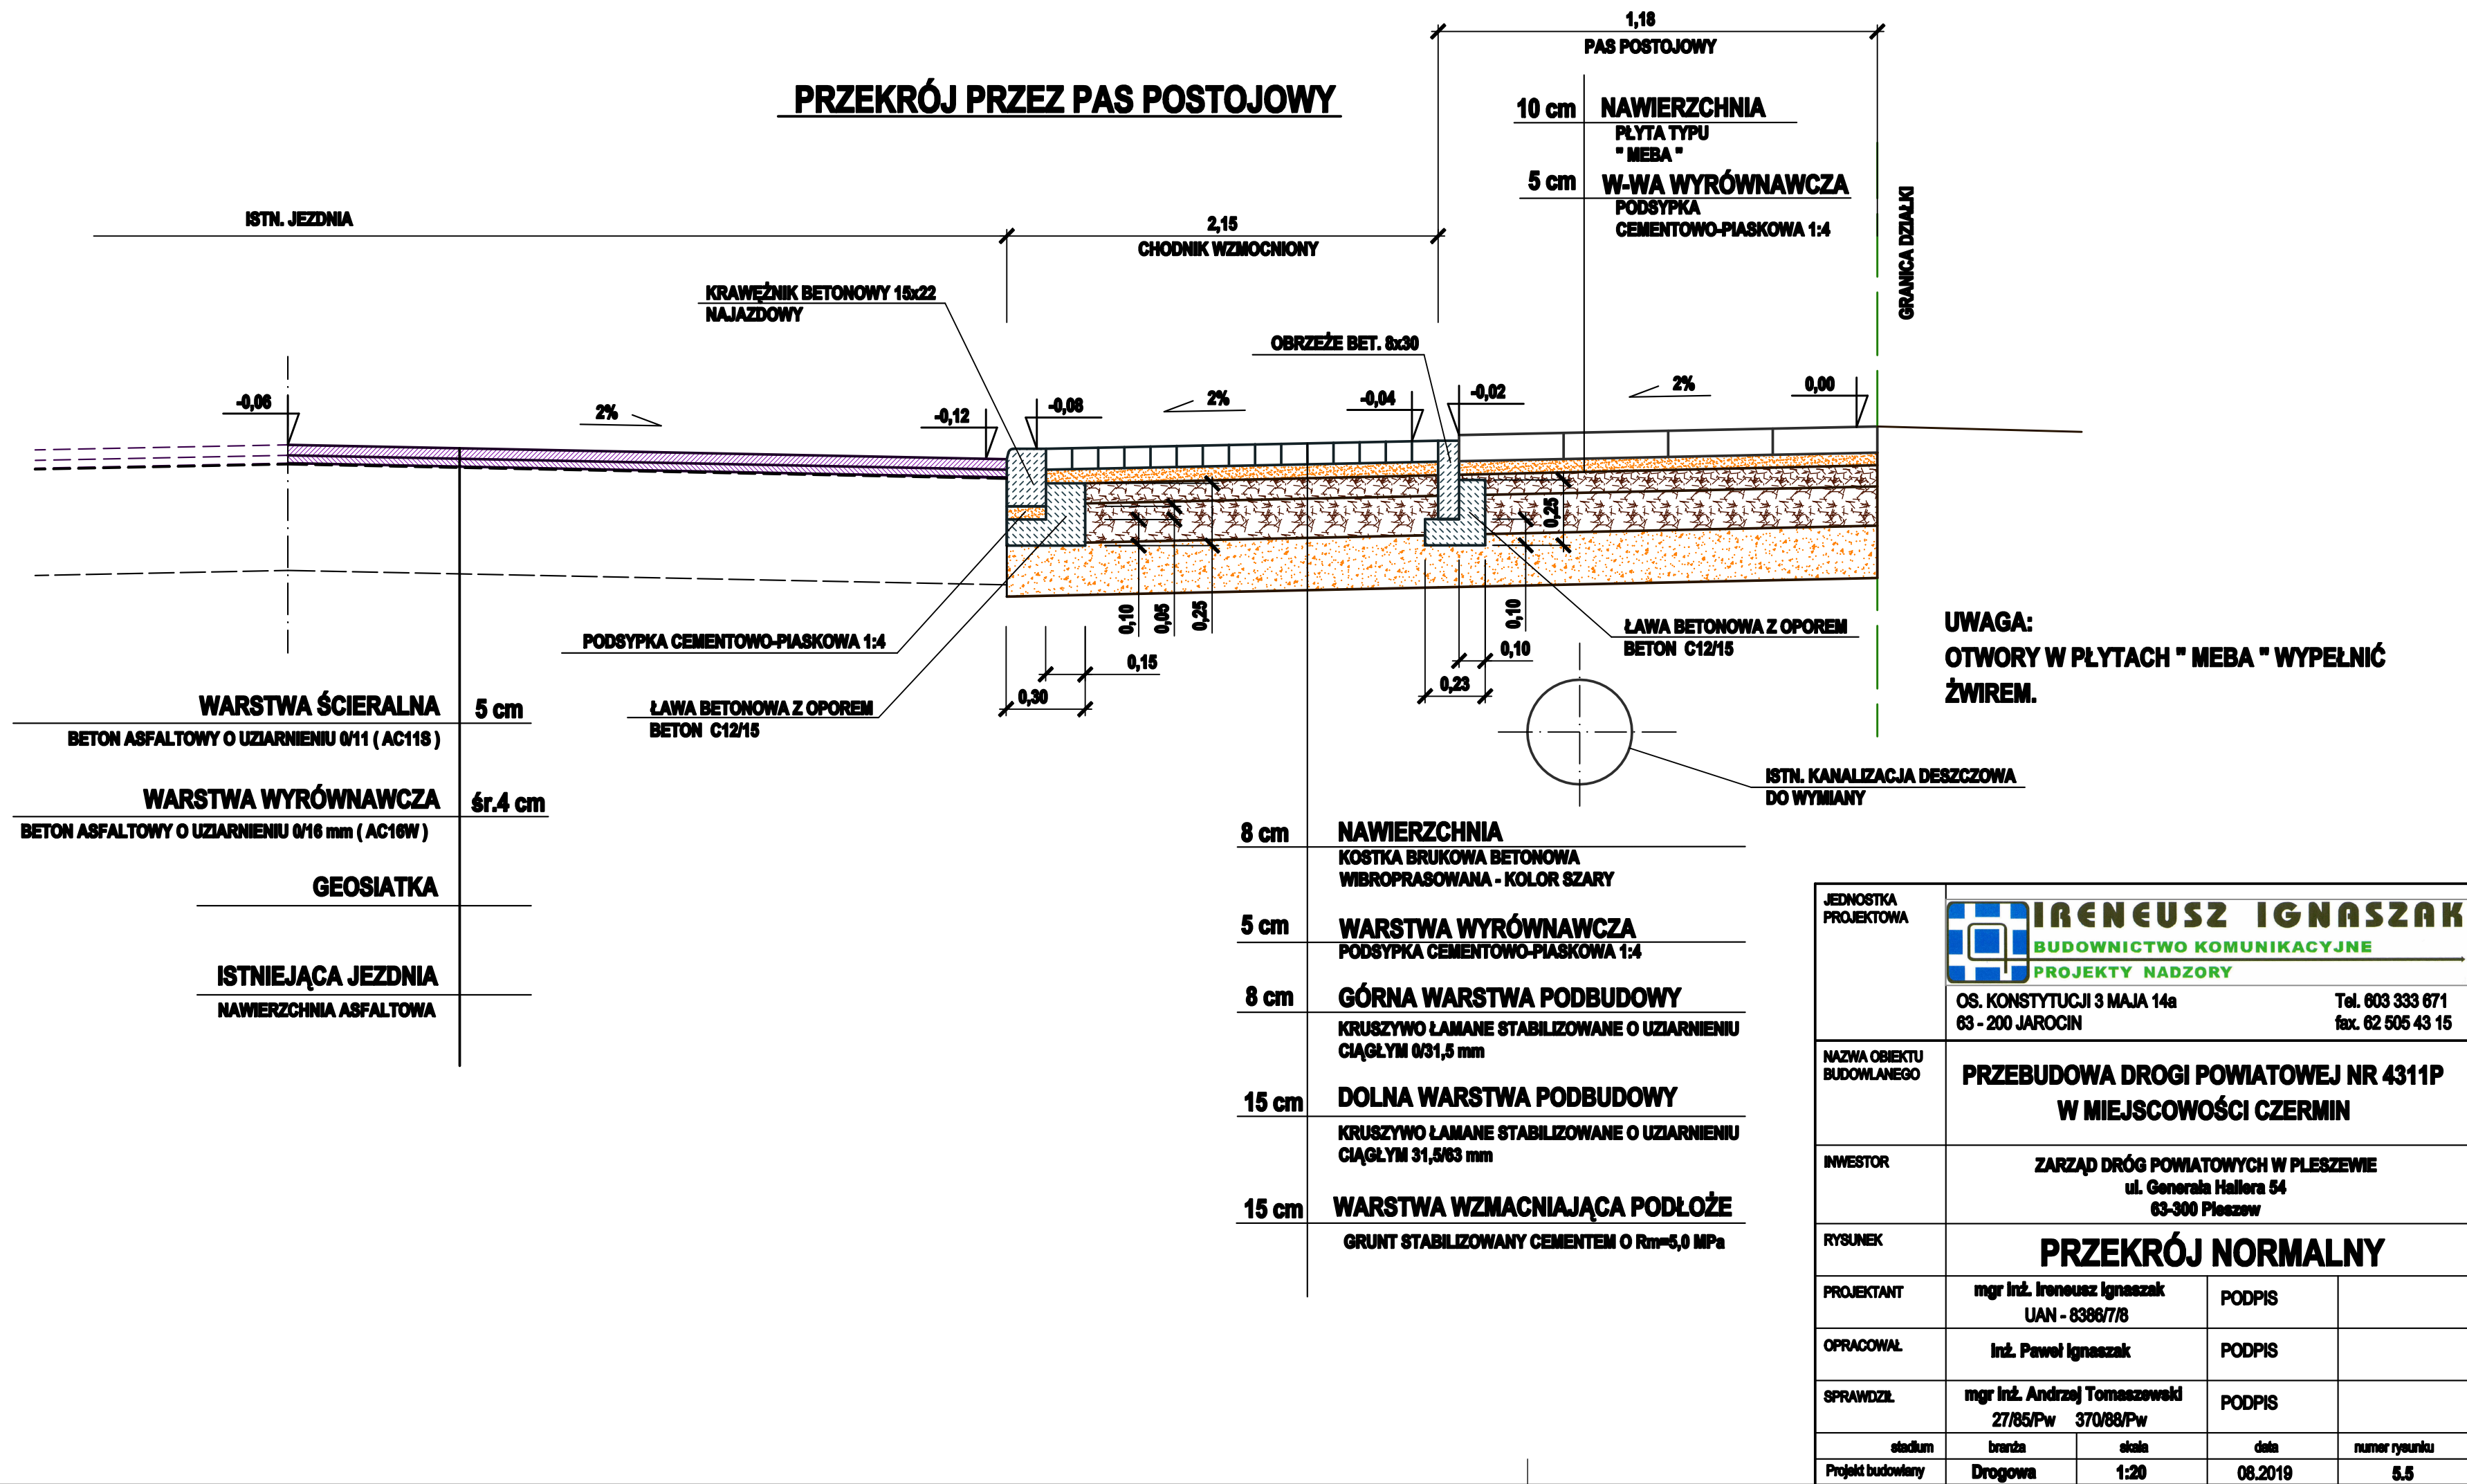 PRZEKRÓJ PRZEZ PAS POSTOJOWY
1,18
PAS POSTOJOWY
10 cm NAWIERZCHNIA
PŁYTA TYPU
" MEBA "
5 cm W-WA WYRÓWNAWCZA
PODSYPKA
CEMENTOWO-PIASKOWA 1:4
GRANICA DZIAŁKI
ISTN. JEZDNIA
2,15
CHODNIK WZMOCNIONY
KRAWĘŻNIK BETONOWY 15x22
NAJAZDOWY
OBRZEŻE BET. 8x30
-0,06
2%
-0,12
-0,08
2%
-0,04
-0,02
2%
0,00
0,25
0,10
0,05
0,25
0,10
PODSYPKA CEMENTOWO-PIASKOWA 1:4
0,15
0,30
ŁAWA BETONOWA Z OPOREM
BETON C12/15
0,10
0,23
ŁAWA BETONOWA Z OPOREM
BETON C12/15
UWAGA:
OTWORY W PŁYTACH " MEBA " WYPEŁNIĆ
ŻWIREM.
ISTN. KANALIZACJA DESZCZOWA
DO WYMIANY
WARSTWA ŚCIERALNA 5 cm
BETON ASFALTOWY O UZIARNIENIU 0/11 ( AC11S )
WARSTWA WYRÓWNAWCZA śr.4 cm
BETON ASFALTOWY O UZIARNIENIU 0/16 mm ( AC16W )
GEOSIATKA
ISTNIEJĄCA JEZDNIA
NAWIERZCHNIA ASFALTOWA
8 cm NAWIERZCHNIA
KOSTKA BRUKOWA BETONOWA
WIBROPRASOWANA - KOLOR SZARY
5 cm WARSTWA WYRÓWNAWCZA
PODSYPKA CEMENTOWO-PIASKOWA 1:4
8 cm GÓRNA WARSTWA PODBUDOWY
KRUSZYWO ŁAMANE STABILIZOWANE O UZIARNIENIU
CIĄGŁYM 0/31,5 mm
15 cm DOLNA WARSTWA PODBUDOWY
KRUSZYWO ŁAMANE STABILIZOWANE O UZIARNIENIU
CIĄGŁYM 31,5/63 mm
15 cm WARSTWA WZMACNIAJĄCA PODŁOŻE
GRUNT STABILIZOWANY CEMENTEM O Rm=5,0 MPa
JEDNOSTKA
PROJEKTOWA
IRENEUSZ IGNASZAK
BUDOWNICTWO KOMUNIKACYJNE
PROJEKTY NADZORY
OS. KONSTYTUCJI 3 MAJA 14a Tel. 603 333 671
63 - 200 JAROCIN fax. 62 505 43 15
NAZWA OBIEKTU
BUDOWLANEGO
PRZEBUDOWA DROGI POWIATOWEJ NR 4311P
W MIEJSCOWOŚCI CZERMIN
INWESTOR
ZARZĄD DRÓG POWIATOWYCH W PLESZEWIE
ul. Generała Hallera 54
63-300 Pleszew
RYSUNEK PRZEKRÓJ NORMALNY
PROJEKTANT mgr inż. Ireneusz Ignaszak PODPIS
UAN - 8386/7/8
OPRACOWAŁ inż. Paweł Ignaszak PODPIS
SPRAWDZIŁ mgr inż. Andrzej Tomaszewski PODPIS
27/85/Pw 370/88/Pw
stadium branża skala data numer rysunku
Projekt budowlany Drogowa 1:20 08.2019 5.5